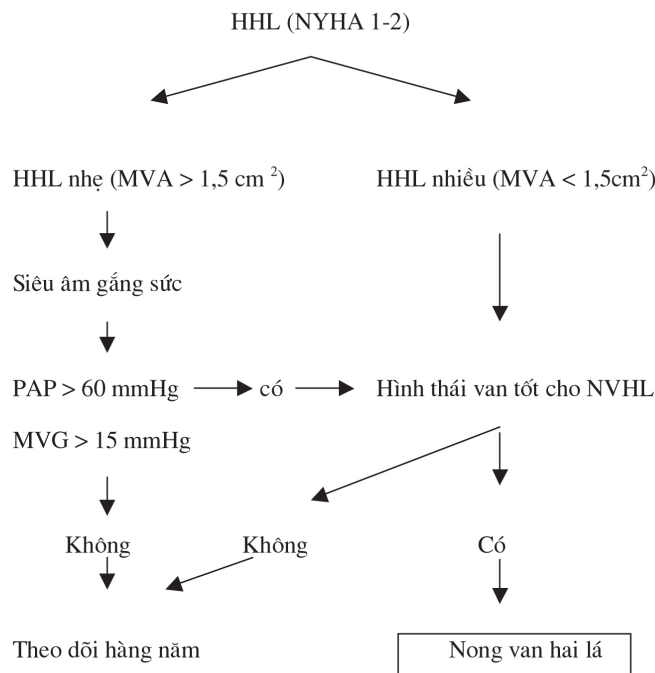 HHL (NYHA 1-2)
HHL nhẹ (MVA > 1,5 cm ²)
HHL nhiều (MVA < 1,5cm²)
Siêu âm gắng sức
PAP > 60 mmHg
có
Hình thái van tốt cho NVHL
MVG > 15 mmHg
Không
Không
Có
Theo dõi hàng năm
Nong van hai lá